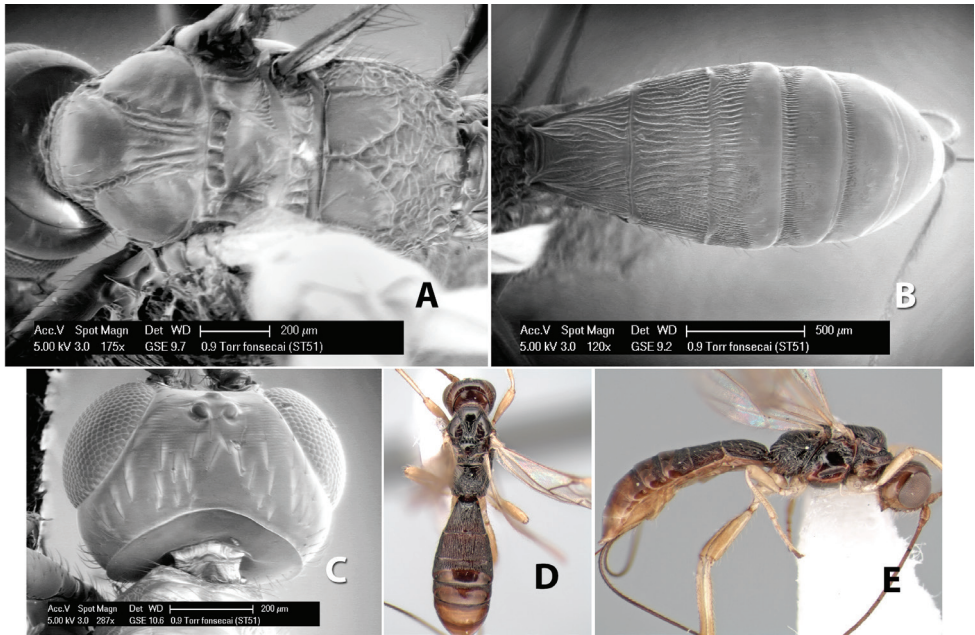 A
Acc.V Spot Magn Det WD 200 µm
5.00 kV 3.0 175x GSE 9.7 0.9 Torr fonsecai (ST51)
B
Acc.V Spot Magn Det WD 500 µm
5.00 kV 3.0 120x GSE 9.2 0.9 Torr fonsecai (ST51)
C
Acc.V Spot Magn Det WD 200 µm
5.00 kV 3.0 287x GSE 10.6 0.9 Torr fonsecai (ST51)
D
E